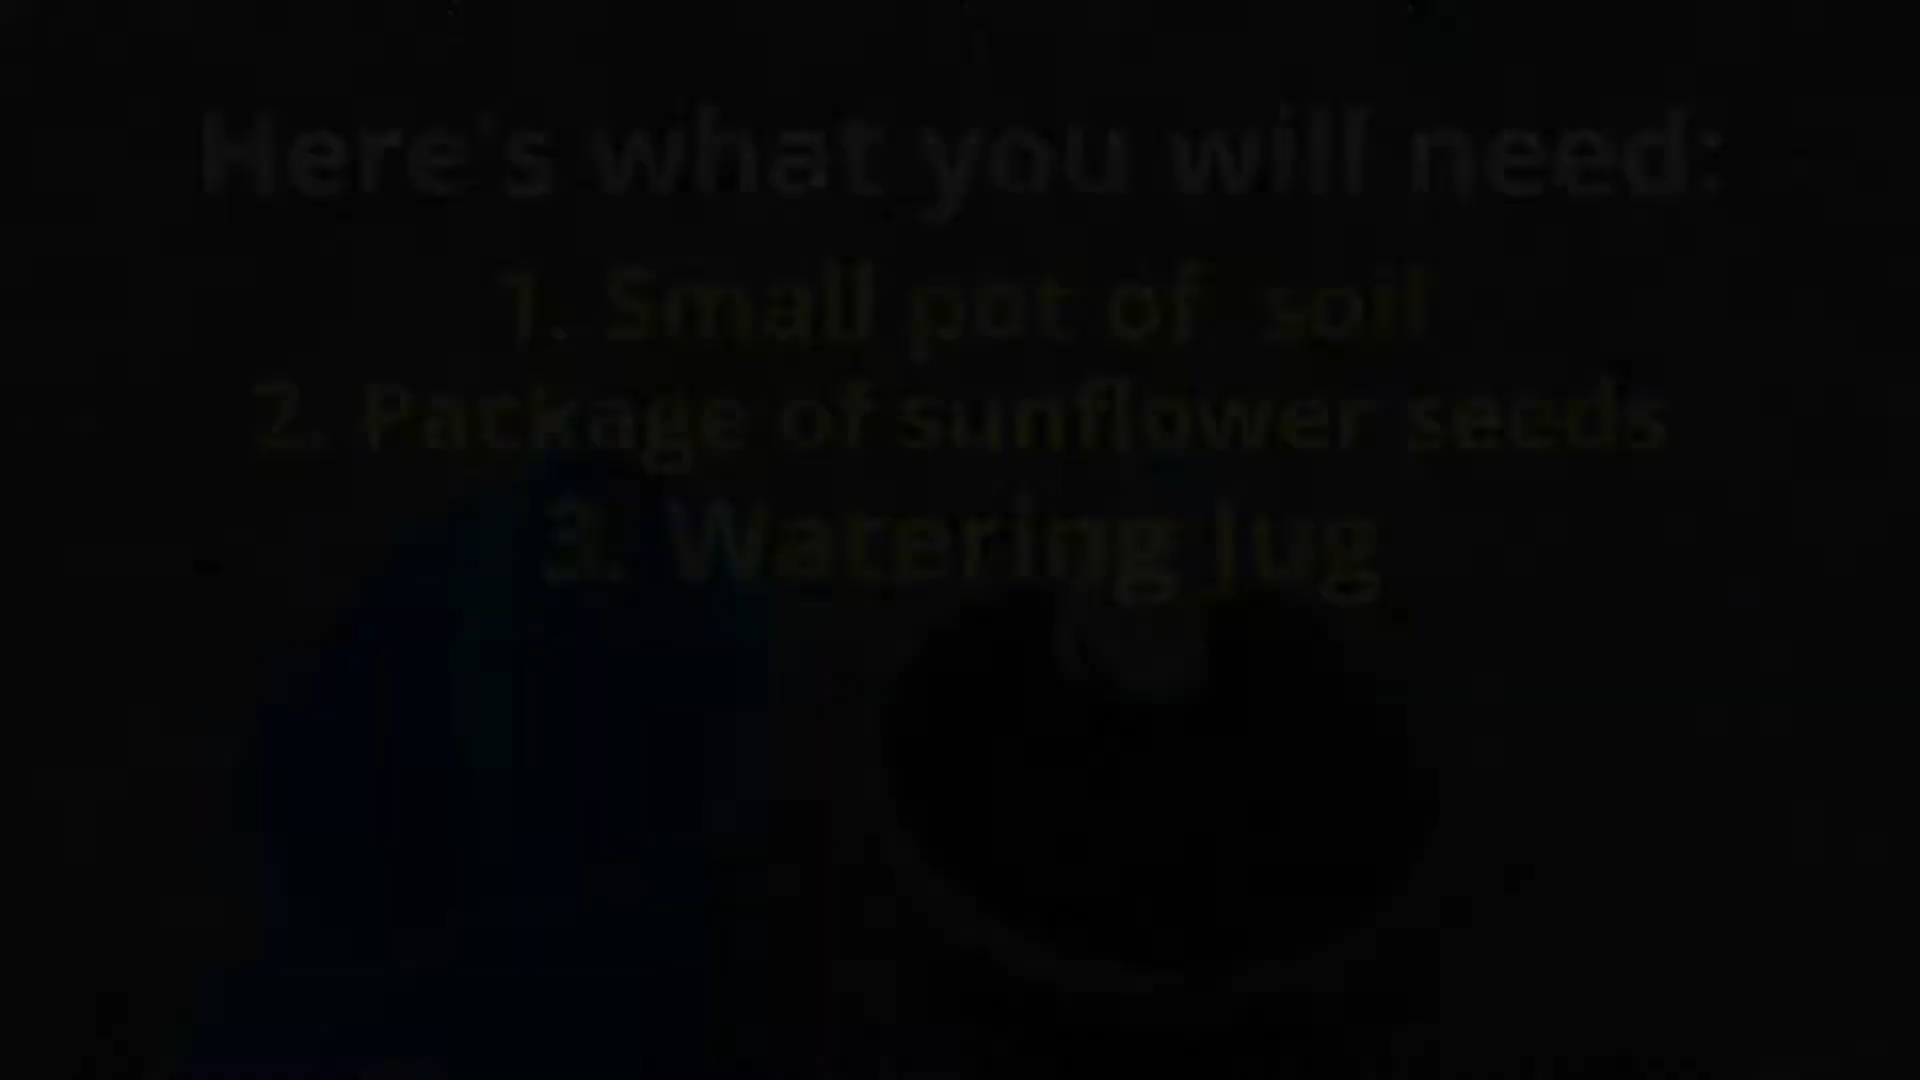 Here's what you will need:
1. Small pot of soil
2. Package of sunflower seeds
3. Watering Jug